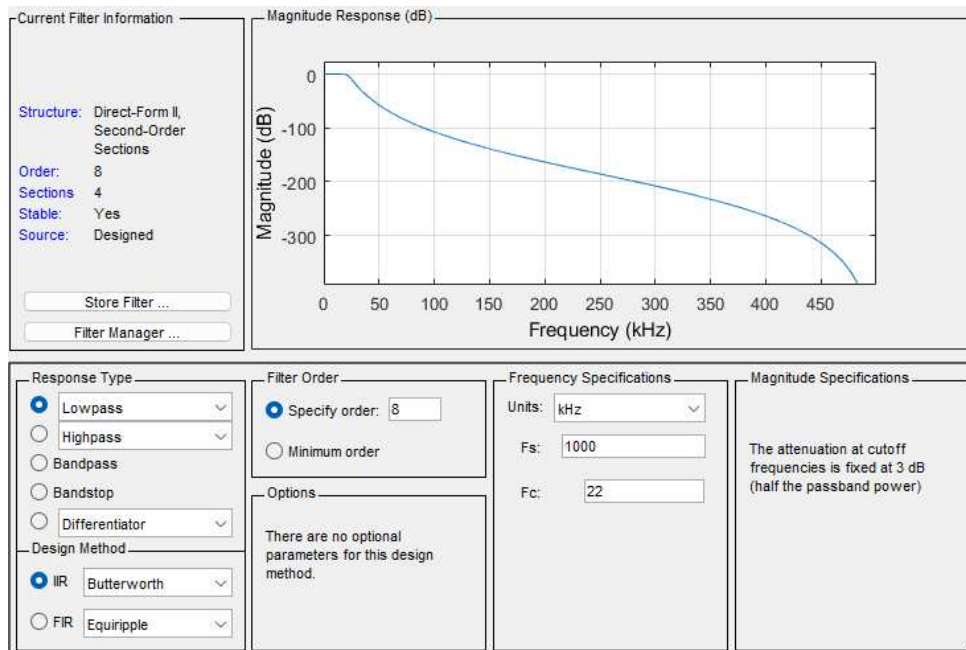 Current Filter Information
Structure: Direct-Form II,
Second-Order
Sections
Order: 8
Sections 4
Stable: Yes
Source: Designed
Store Filter ...
Filter Manager ...
Magnitude Response (dB)
0
-100
-200
-300
Magnitude (dB)
0 50 100 150 200 250 300 350 400 450
Frequency (kHz)
Response Type
Lowpass
Highpass
Bandpass
Bandstop
Differentiator
Design Method
IIR Butterworth
FIR Equiripple
Filter Order
Specify order: 8
Minimum order
Options
There are no optional
parameters for this design
method.
Frequency Specifications
Units: kHz
Fs: 1000
Fc: 22
Magnitude Specifications
The attenuation at cutoff
frequencies is fixed at 3 dB
(half the passband power)